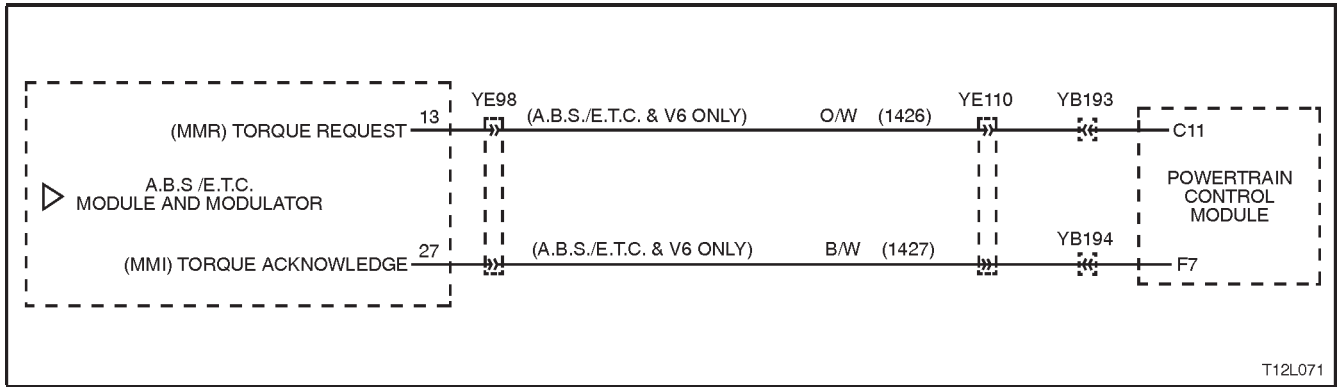 YE98
YE110
YB193
13
(A.B.S./E.T.C. & V6 ONLY)
O/W (1426)
(MMR) TORQUE REQUEST
C11
A.B.S /E.T.C.
MODULE AND MODULATOR
POWERTRAIN
CONTROL
MODULE
27
(A.B.S./E.T.C. & V6 ONLY)
B/W (1427)
YB194
(MMI) TORQUE ACKNOWLEDGE
F7
T12L071